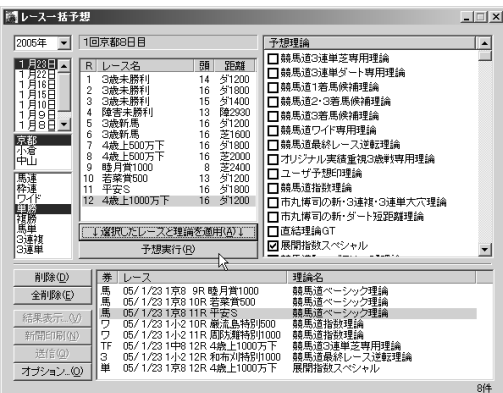 レース一括予想
2005年
1回京都8日目
予想理論
1月23日
1月22日
1月16日
1月15日
1月10日
1月 9日
1月 8日
京都
小倉
中山
馬連
枠連
ワイド
単勝
複勝
馬単
3連複
3連単
R レース名 頭 距離
1 3歳未勝利 14 ダ1200
2 3歳未勝利 16 ダ1800
3 3歳未勝利 15 ダ1400
4 障害未勝利 13 障2930
5 3歳新馬 16 ダ1200
6 3歳新馬 16 芝1600
7 4歳上500万下 16 ダ1800
8 4歳上500万下 16 芝2000
9 睦月賞1000 8 芝2400
10 若菜賞500 13 ダ1200
11 平安S 16 ダ1800
12 4歳上1000万下 16 ダ1200
↓選択したレースと理論を適用(A)↓
予想実行(R)
競馬道3連単芝専用理論
競馬道3連単ダート専用理論
競馬道1着馬候補理論
競馬道2・3着馬候補理論
競馬道3着馬候補理論
競馬道ワイド専用理論
競馬道最終レース逆転理論
オリジナル実績重視3歳戦専用理論
ユーザ予想印理論
競馬道指数理論
市丸博司の新・3連複・3連単大穴理論
市丸博司の新・ダート短距離理論
直結理論GT
展開指数スペシャル
削除(D)
全削除(E)
結果表示...(V)
新聞印刷(N)
送信(Q)
オプション...(O)
券 レース 理論名
馬 05/ 1/23 1京8 9R 睦月賞1000 競馬道ベーシック理論
馬 05/ 1/23 1京8 10R 若菜賞500 競馬道ベーシック理論
馬 05/ 1/23 1京8 11R 平安S 競馬道ベーシック理論
ワ 05/ 1/23 1小2 10R 巌流島特別500 競馬道指数理論
ワ 05/ 1/23 1小2 11R 周防灘特別1000 競馬道指数理論
TF 05/ 1/23 1中8 12R 4歳上1000万下 競馬道3連単芝専用理論
3 05/ 1/23 1小2 12R 和布刈特別1000 競馬道最終レース逆転理論
単 05/ 1/23 1京8 12R 4歳上1000万下 展開指数スペシャル
8件